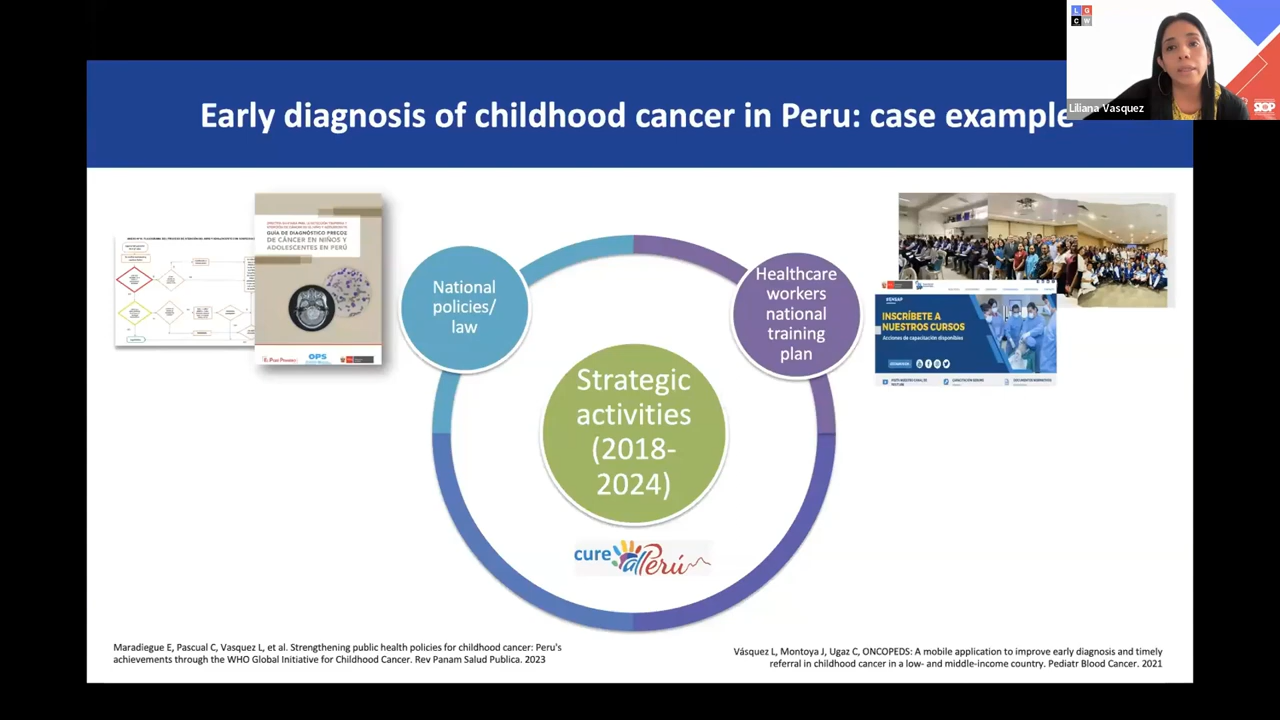 Early diagnosis of childhood cancer in Peru: case example
L G
C W
Liliana Vasquez
SIOP
GUÍA DE DIAGNÓSTICO PRECOZ
DE CÁNCER EN NIÑOS Y
ADOLESCENTES EN PERÚ
OPS
National
policies/
law
Healthcare
workers
national
training
plan
INSCRÍBETE A
NUESTROS CURSOS
Acciones de capacitación disponibles
Strategic
activities
(2018-
2024)
cure all Perú
Maradiegue E, Pascual C, Vasquez L, et al. Strengthening public health policies for childhood cancer: Peru's
achievements through the WHO Global Initiative for Childhood Cancer. Rev Panam Salud Publica. 2023
Vásquez L, Montoya J, Ugaz C, ONCOPEDS: A mobile application to improve early diagnosis and timely
referral in childhood cancer in a low- and middle-income country. Pediatr Blood Cancer. 2021